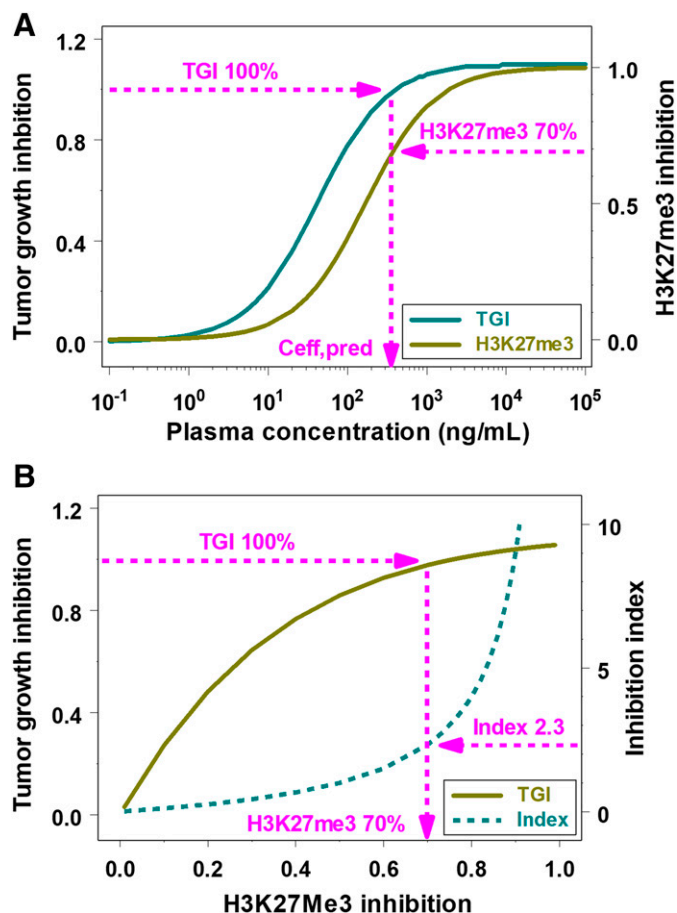 A
1.2
0.8
0.4
0.0
Tumor growth inhbition
TGI 100%
H3K27me3 70%
Ceff,pred
TGI
H3K27me3
1.0
0.5
0.0
H3K27me3 inhibition
10-1 100 101 102 103 104 105
Plasma concentration (ng/mL)
B
1.2
0.8
0.4
0.0
Tumor growth inhibition
TGI 100%
Index 2.3
H3K27me3 70%
TGI
Index
10
5
0
Inhibition index
0.0 0.2 0.4 0.6 0.8 1.0
H3K27Me3 inhibition